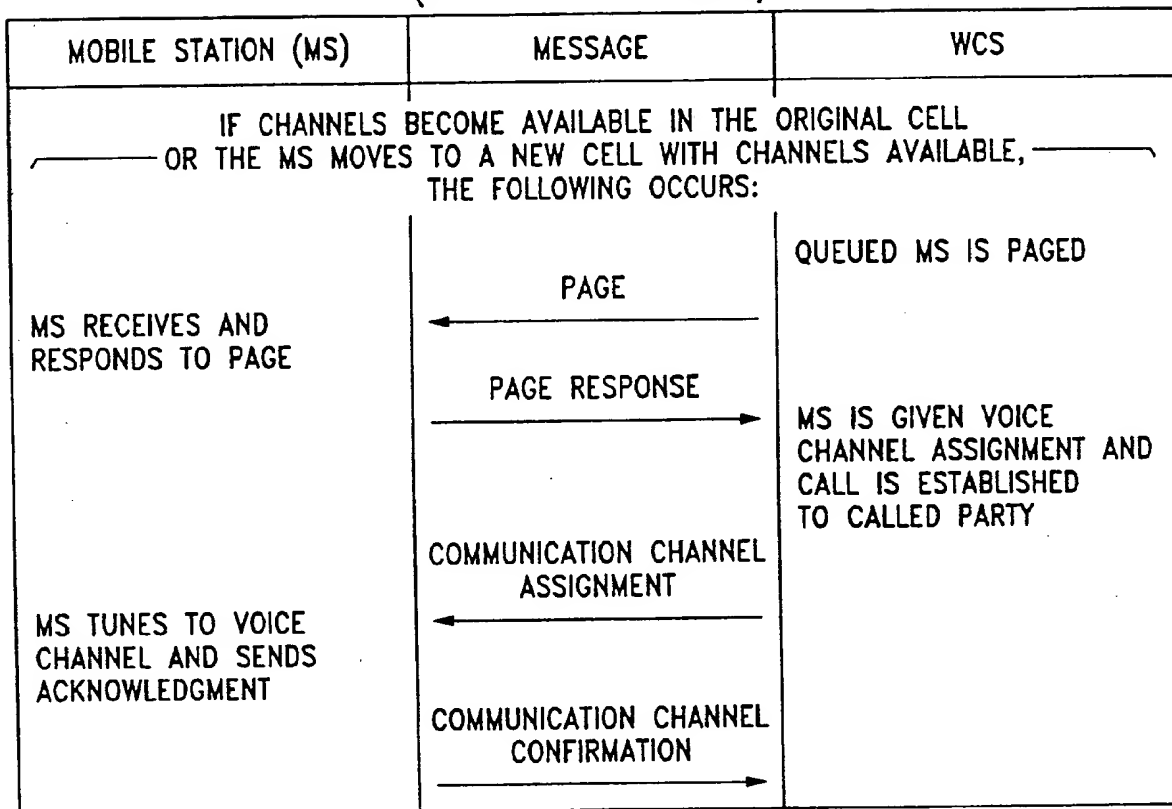 MOBILE STATION (MS)
MESSAGE
WCS
IF CHANNELS BECOME AVAILABLE IN THE ORIGINAL CELL
OR THE MS MOVES TO A NEW CELL WITH CHANNELS AVAILABLE,
THE FOLLOWING OCCURS:
QUEUED MS IS PAGED
PAGE
MS RECEIVES AND
RESPONDS TO PAGE
PAGE RESPONSE
MS IS GIVEN VOICE
CHANNEL ASSIGNMENT AND
CALL IS ESTABLISHED
TO CALLED PARTY
COMMUNICATION CHANNEL
ASSIGNMENT
MS TUNES TO VOICE
CHANNEL AND SENDS
ACKNOWLEDGMENT
COMMUNICATION CHANNEL
CONFIRMATION